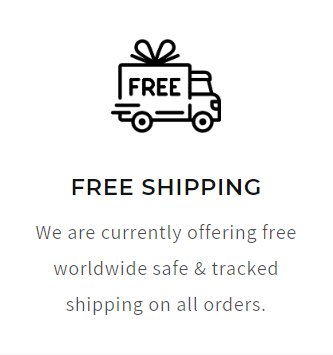 FREE
FREE SHIPPING
We are currently offering free
worldwide safe & tracked
shipping on all orders.